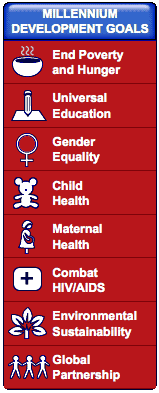 MILLENNIUM
DEVELOPMENT GOALS
End Poverty
and Hunger
Universal
Education
Gender
Equality
Child
Health
Maternal
Health
Combat
HIV/AIDS
Environmental
Sustainability
Global
Partnership